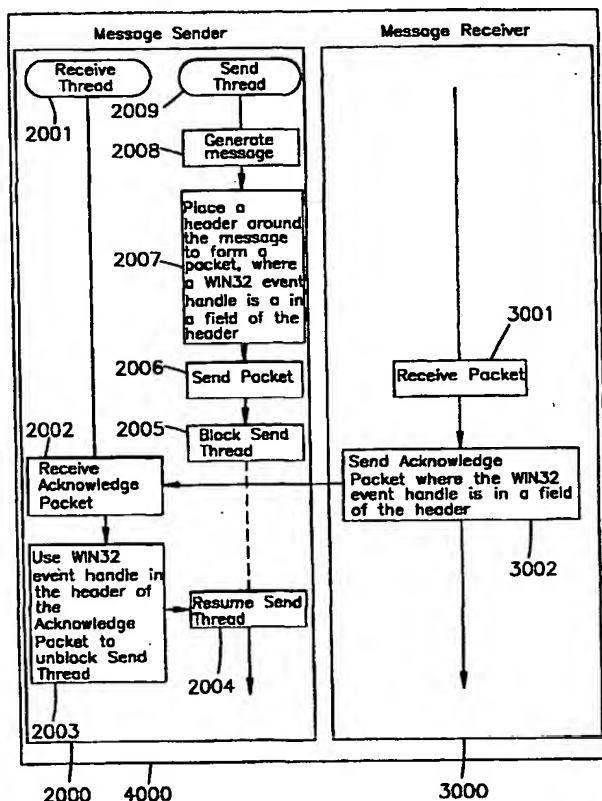 Message Sender
Message Receiver
Receive
Thread
2001
Send
Thread
2009
Generate
message
2008
Place a
header around
the message
to form a
packet, where
a WIN32 event
handle is a in
a field of the
header
2007
Send Packet
2006
Block Send
Thread
2005
3001
Receive Packet
2002
Receive
Acknowledge
Packet
Send Acknowledge
Packet where the WIN32
event handle is in a field
of the header
3002
Use WIN32
event handle in
the header of
the
Acknowledge
Packet to
unblock Send
Thread
2003
Resume Send
Thread
2004
2000
4000
3000